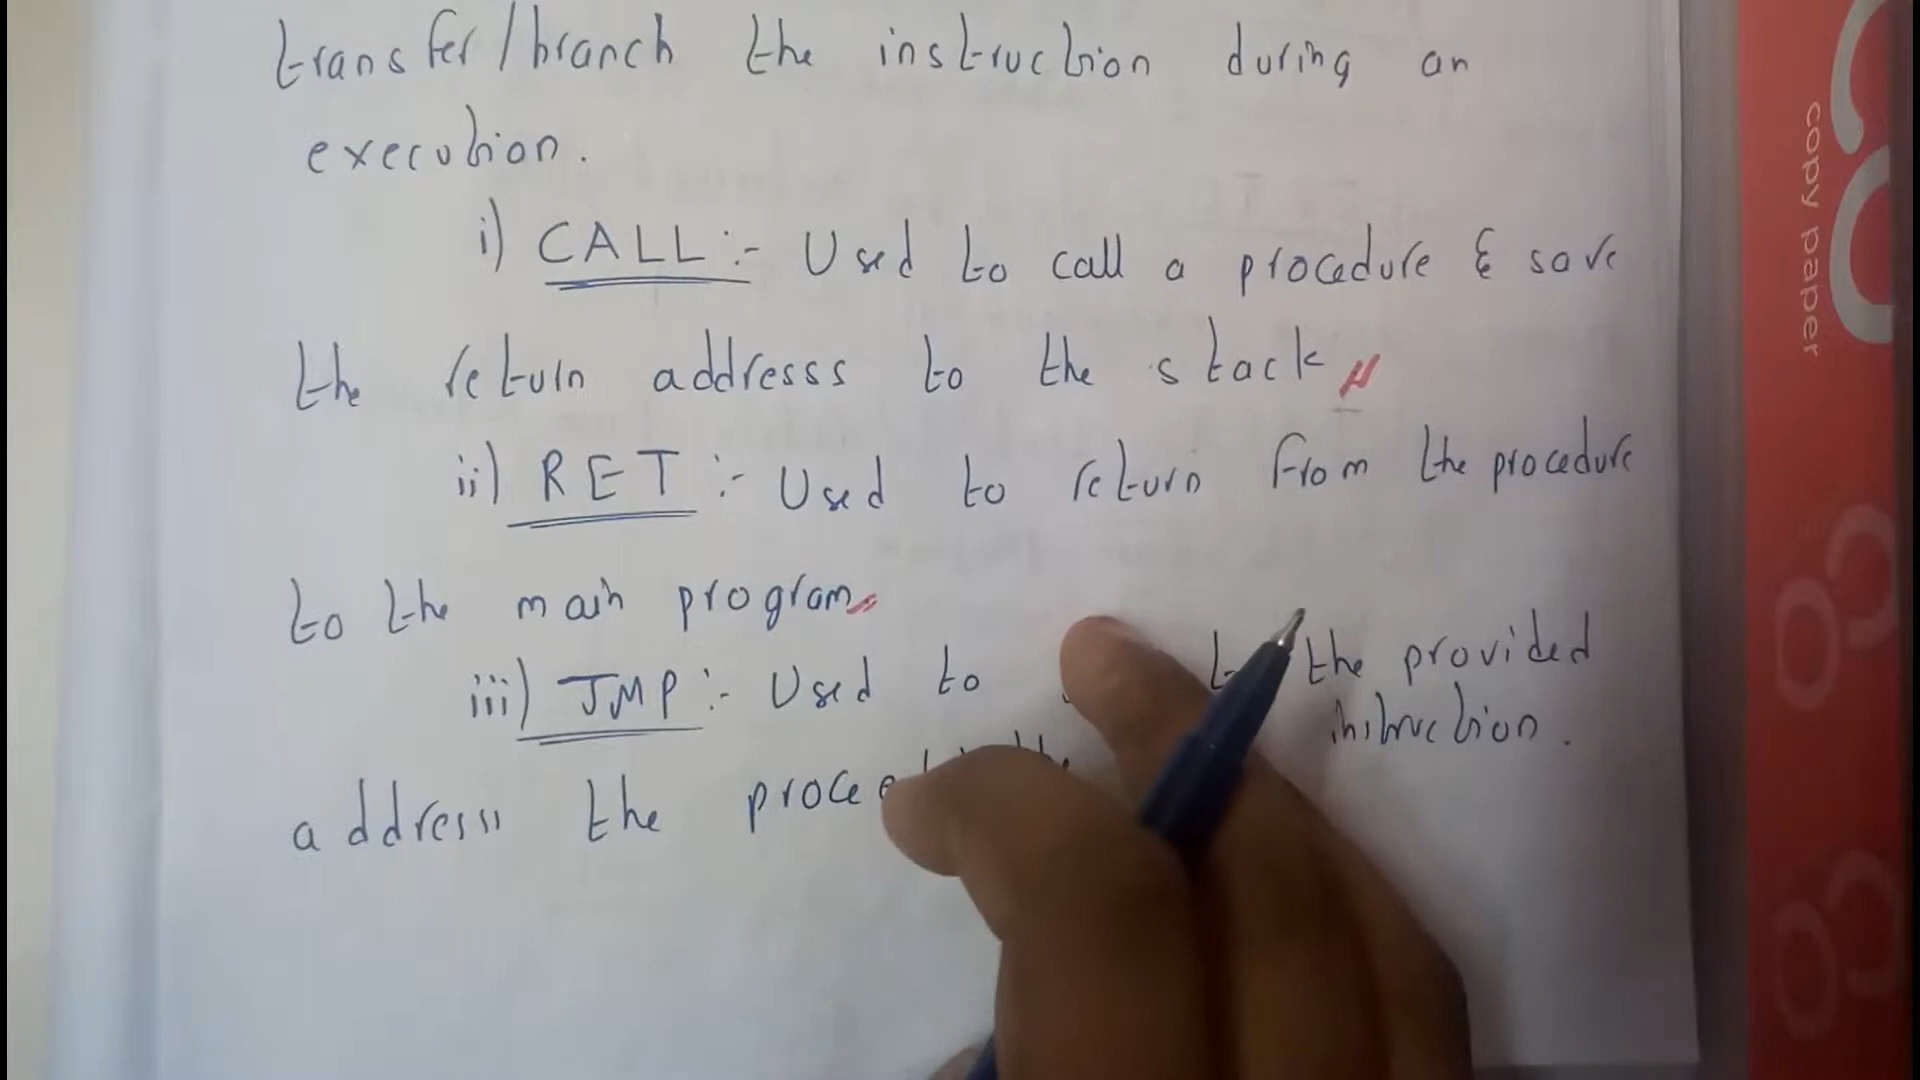 transfer/branch the instruction during an
execution.
i) CALL :- Used to call a procedure & save
the return addresss to the stack
ii) RET :- Used to return from the procedure
to the main program
iii) JMP :- Used to the provided
instruction.
address the
copy paper